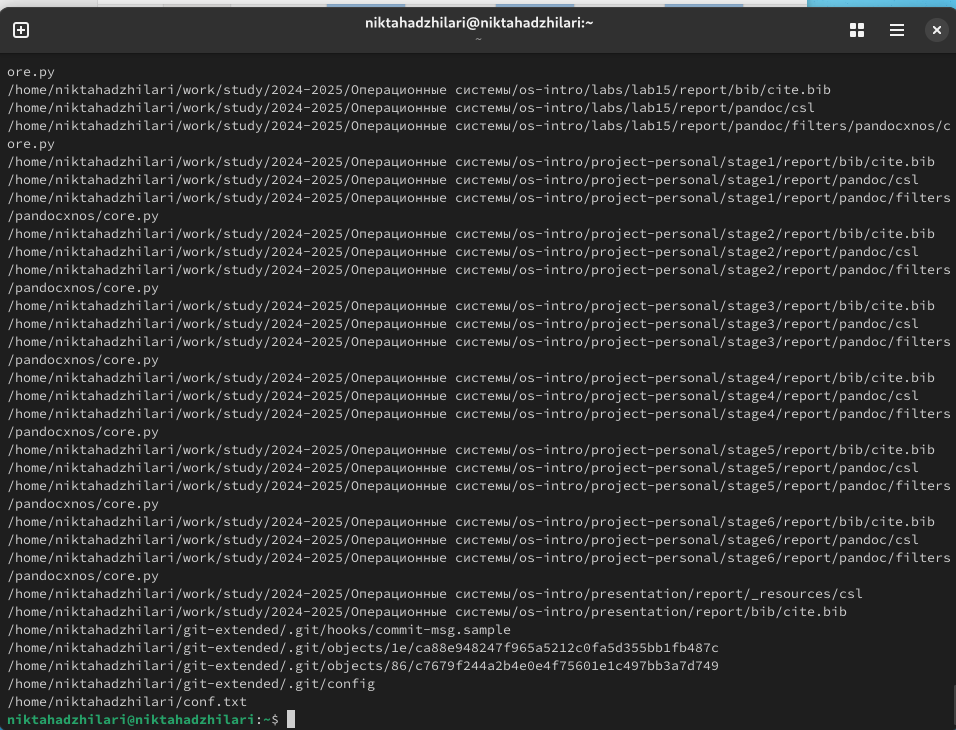 niktahadzhilari@niktahadzhilari:~
~
ore.py
/home/niktahadzhilari/work/study/2024-2025/Операционные системы/os-intro/labs/lab15/report/bib/cite.bib
/home/niktahadzhilari/work/study/2024-2025/Операционные системы/os-intro/labs/lab15/report/pandoc/csl
/home/niktahadzhilari/work/study/2024-2025/Операционные системы/os-intro/labs/lab15/report/pandoc/filters/pandocxnos/c
ore.py
/home/niktahadzhilari/work/study/2024-2025/Операционные системы/os-intro/project-personal/stage1/report/bib/cite.bib
/home/niktahadzhilari/work/study/2024-2025/Операционные системы/os-intro/project-personal/stage1/report/pandoc/csl
/home/niktahadzhilari/work/study/2024-2025/Операционные системы/os-intro/project-personal/stage1/report/pandoc/filters
/pandocxnos/core.py
/home/niktahadzhilari/work/study/2024-2025/Операционные системы/os-intro/project-personal/stage2/report/bib/cite.bib
/home/niktahadzhilari/work/study/2024-2025/Операционные системы/os-intro/project-personal/stage2/report/pandoc/csl
/home/niktahadzhilari/work/study/2024-2025/Операционные системы/os-intro/project-personal/stage2/report/pandoc/filters
/pandocxnos/core.py
/home/niktahadzhilari/work/study/2024-2025/Операционные системы/os-intro/project-personal/stage3/report/bib/cite.bib
/home/niktahadzhilari/work/study/2024-2025/Операционные системы/os-intro/project-personal/stage3/report/pandoc/csl
/home/niktahadzhilari/work/study/2024-2025/Операционные системы/os-intro/project-personal/stage3/report/pandoc/filters
/pandocxnos/core.py
/home/niktahadzhilari/work/study/2024-2025/Операционные системы/os-intro/project-personal/stage4/report/bib/cite.bib
/home/niktahadzhilari/work/study/2024-2025/Операционные системы/os-intro/project-personal/stage4/report/pandoc/csl
/home/niktahadzhilari/work/study/2024-2025/Операционные системы/os-intro/project-personal/stage4/report/pandoc/filters
/pandocxnos/core.py
/home/niktahadzhilari/work/study/2024-2025/Операционные системы/os-intro/project-personal/stage5/report/bib/cite.bib
/home/niktahadzhilari/work/study/2024-2025/Операционные системы/os-intro/project-personal/stage5/report/pandoc/csl
/home/niktahadzhilari/work/study/2024-2025/Операционные системы/os-intro/project-personal/stage5/report/pandoc/filters
/pandocxnos/core.py
/home/niktahadzhilari/work/study/2024-2025/Операционные системы/os-intro/project-personal/stage6/report/bib/cite.bib
/home/niktahadzhilari/work/study/2024-2025/Операционные системы/os-intro/project-personal/stage6/report/pandoc/csl
/home/niktahadzhilari/work/study/2024-2025/Операционные системы/os-intro/project-personal/stage6/report/pandoc/filters
/pandocxnos/core.py
/home/niktahadzhilari/work/study/2024-2025/Операционные системы/os-intro/presentation/report/_resources/csl
/home/niktahadzhilari/work/study/2024-2025/Операционные системы/os-intro/presentation/report/bib/cite.bib
/home/niktahadzhilari/git-extended/.git/hooks/commit-msg.sample
/home/niktahadzhilari/git-extended/.git/objects/1e/ca88e948247f965a5212c0fa5d355bb1fb487c
/home/niktahadzhilari/git-extended/.git/objects/86/c7679f244a2b4e0e4f75601e1c497bb3a7d749
/home/niktahadzhilari/git-extended/.git/config
/home/niktahadzhilari/conf.txt
niktahadzhilari@niktahadzhilari:~$